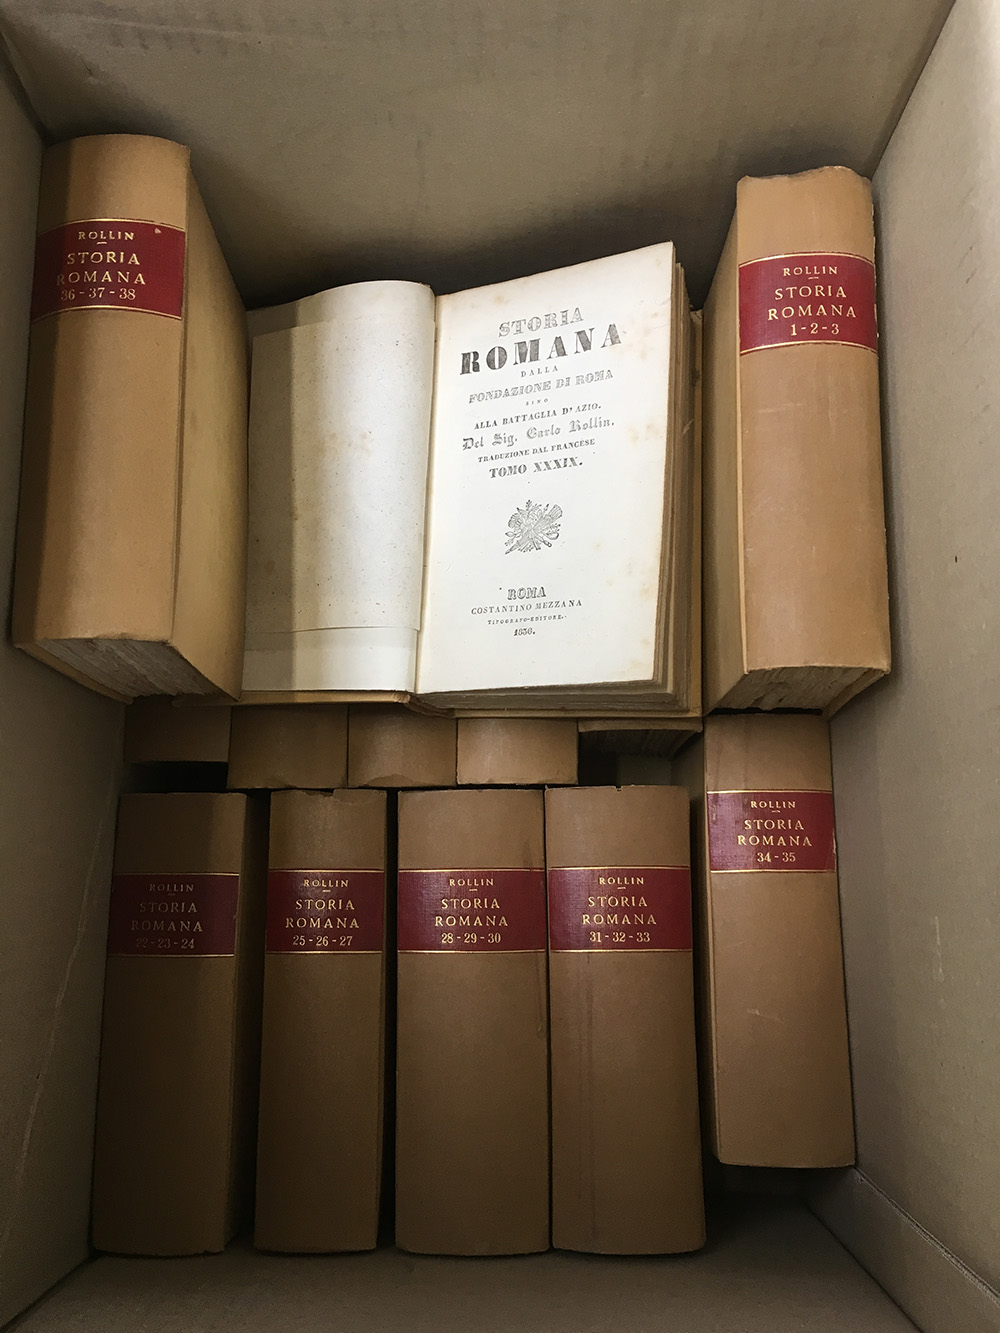 ROLLIN
STORIA
ROMANA
36 - 37 - 38
STORIA
ROMANA
DALLA
FONDAZIONE DI ROMA
SINO
ALLA BATTAGLIA D'AZIO.
Del Sig. Carlo Rollin.
TRADUZIONE DAL FRANCESE
TOMO XXXIX.
ROMA
COSTANTINO MEZZANA
TIPOGRAFO-EDITORE.
1836.
ROLLIN
STORIA
ROMANA
1 - 2 - 3
ROLLIN
STORIA
ROMANA
22 - 23 - 24
ROLLIN
STORIA
ROMANA
25 - 26 - 27
ROLLIN
STORIA
ROMANA
28 - 29 - 30
ROLLIN
STORIA
ROMANA
31 - 32 - 33
ROLLIN
STORIA
ROMANA
34 - 35